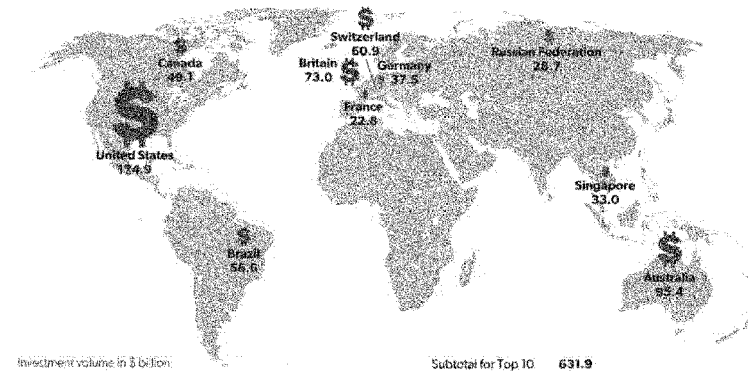 Switzerland
60.9
Canada
49.1
Britain
73.0
Germany
37.5
Russian Federation
28.7
France
22.8
United States
174.9
Singapore
33.0
Brazil
56.6
Australia
95.4
Investment volume in $ billion
Subtotal for Top 10 631.9